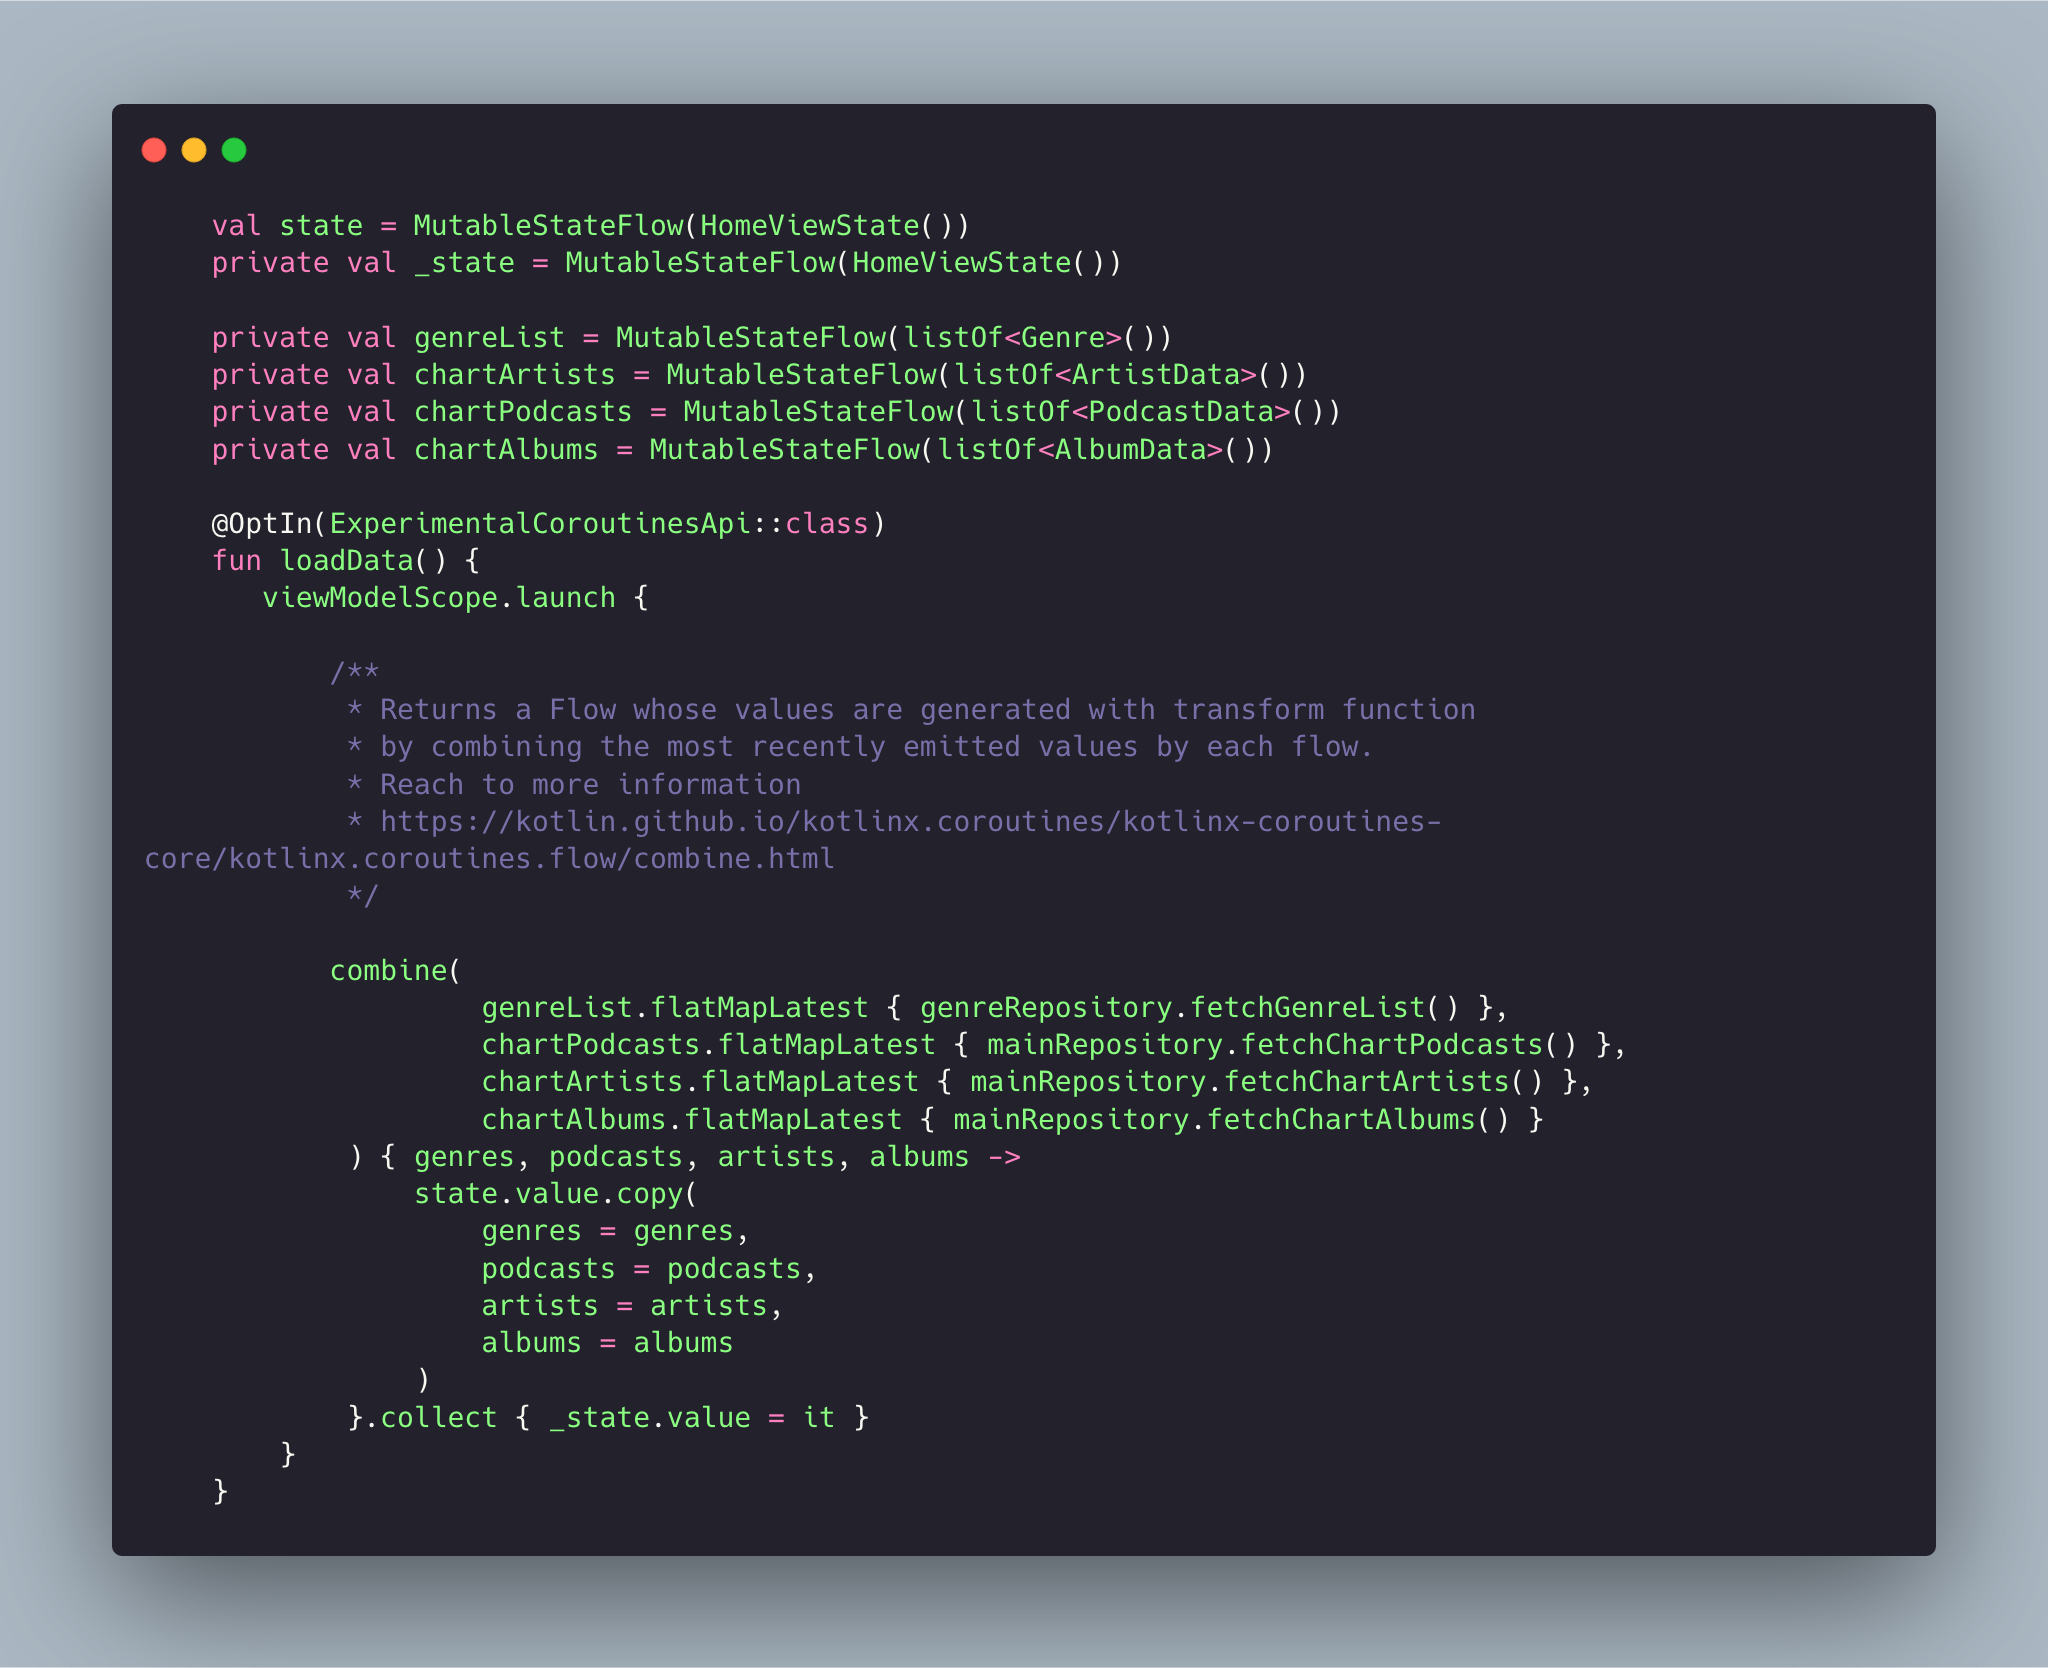 val state = MutableStateFlow(HomeViewState())
private val _state = MutableStateFlow(HomeViewState())
private val genreList = MutableStateFlow(listOf<Genre>())
private val chartArtists = MutableStateFlow(listOf<ArtistData>())
private val chartPodcasts = MutableStateFlow(listOf<PodcastData>())
private val chartAlbums = MutableStateFlow(listOf<AlbumData>())
@OptIn(ExperimentalCoroutinesApi::class)
fun loadData() {
viewModelScope.launch {
/**
* Returns a Flow whose values are generated with transform function
* by combining the most recently emitted values by each flow.
* Reach to more information
* https://kotlin.github.io/kotlinx.coroutines/kotlinx-coroutines-
core/kotlinx.coroutines.flow/combine.html
*/
combine(
genreList.flatMapLatest { genreRepository.fetchGenreList() },
chartPodcasts.flatMapLatest { mainRepository.fetchChartPodcasts() },
chartArtists.flatMapLatest { mainRepository.fetchChartArtists() },
chartAlbums.flatMapLatest { mainRepository.fetchChartAlbums() }
) { genres, podcasts, artists, albums ->
state.value.copy(
genres = genres,
podcasts = podcasts,
artists = artists,
albums = albums
)
}.collect { _state.value = it }
}
}